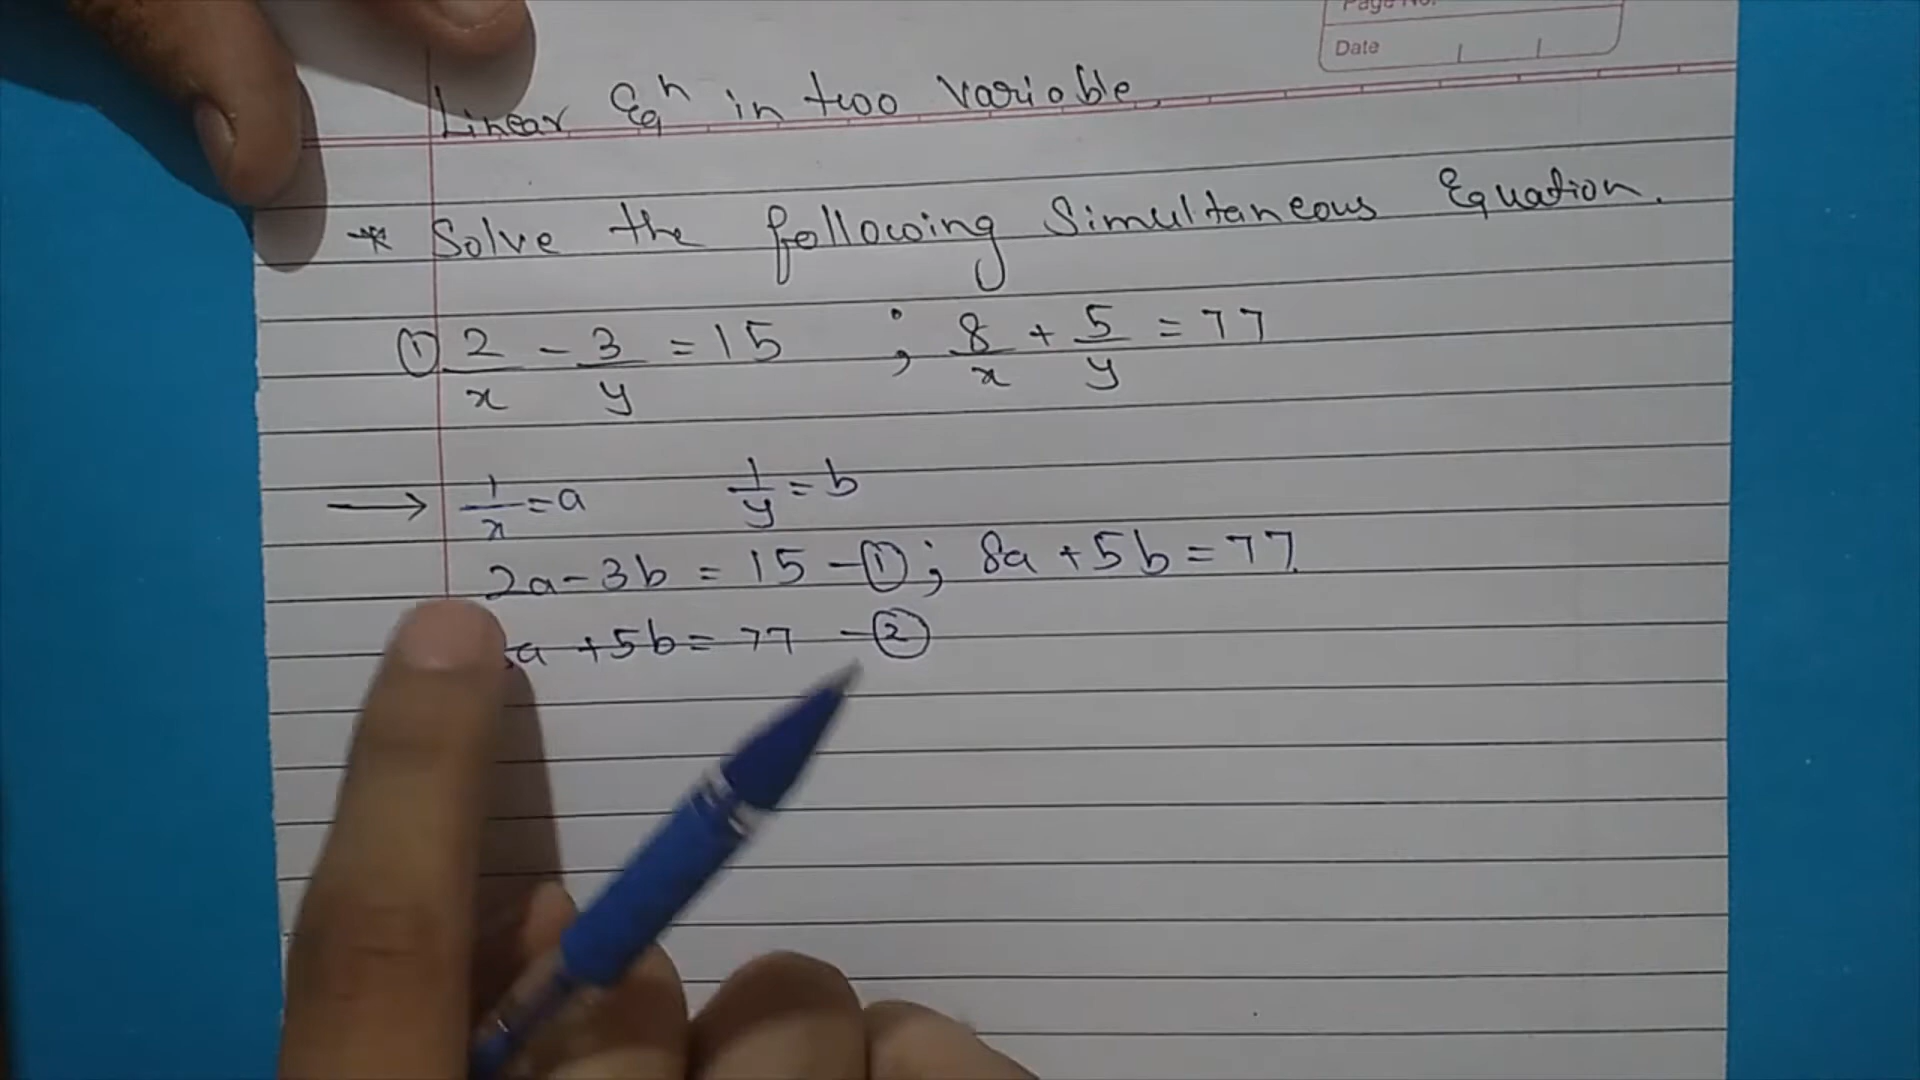 Page No.
Date
Linear Eqn in two variable.
* Solve the following Simultaneous Equation.
① 2/x - 3/y = 15 ; 8/x + 5/y = 77
→ 1/x = a 1/y = b
2a - 3b = 15 - ① ; 8a + 5b = 77.
a + 5b = 77 - ②